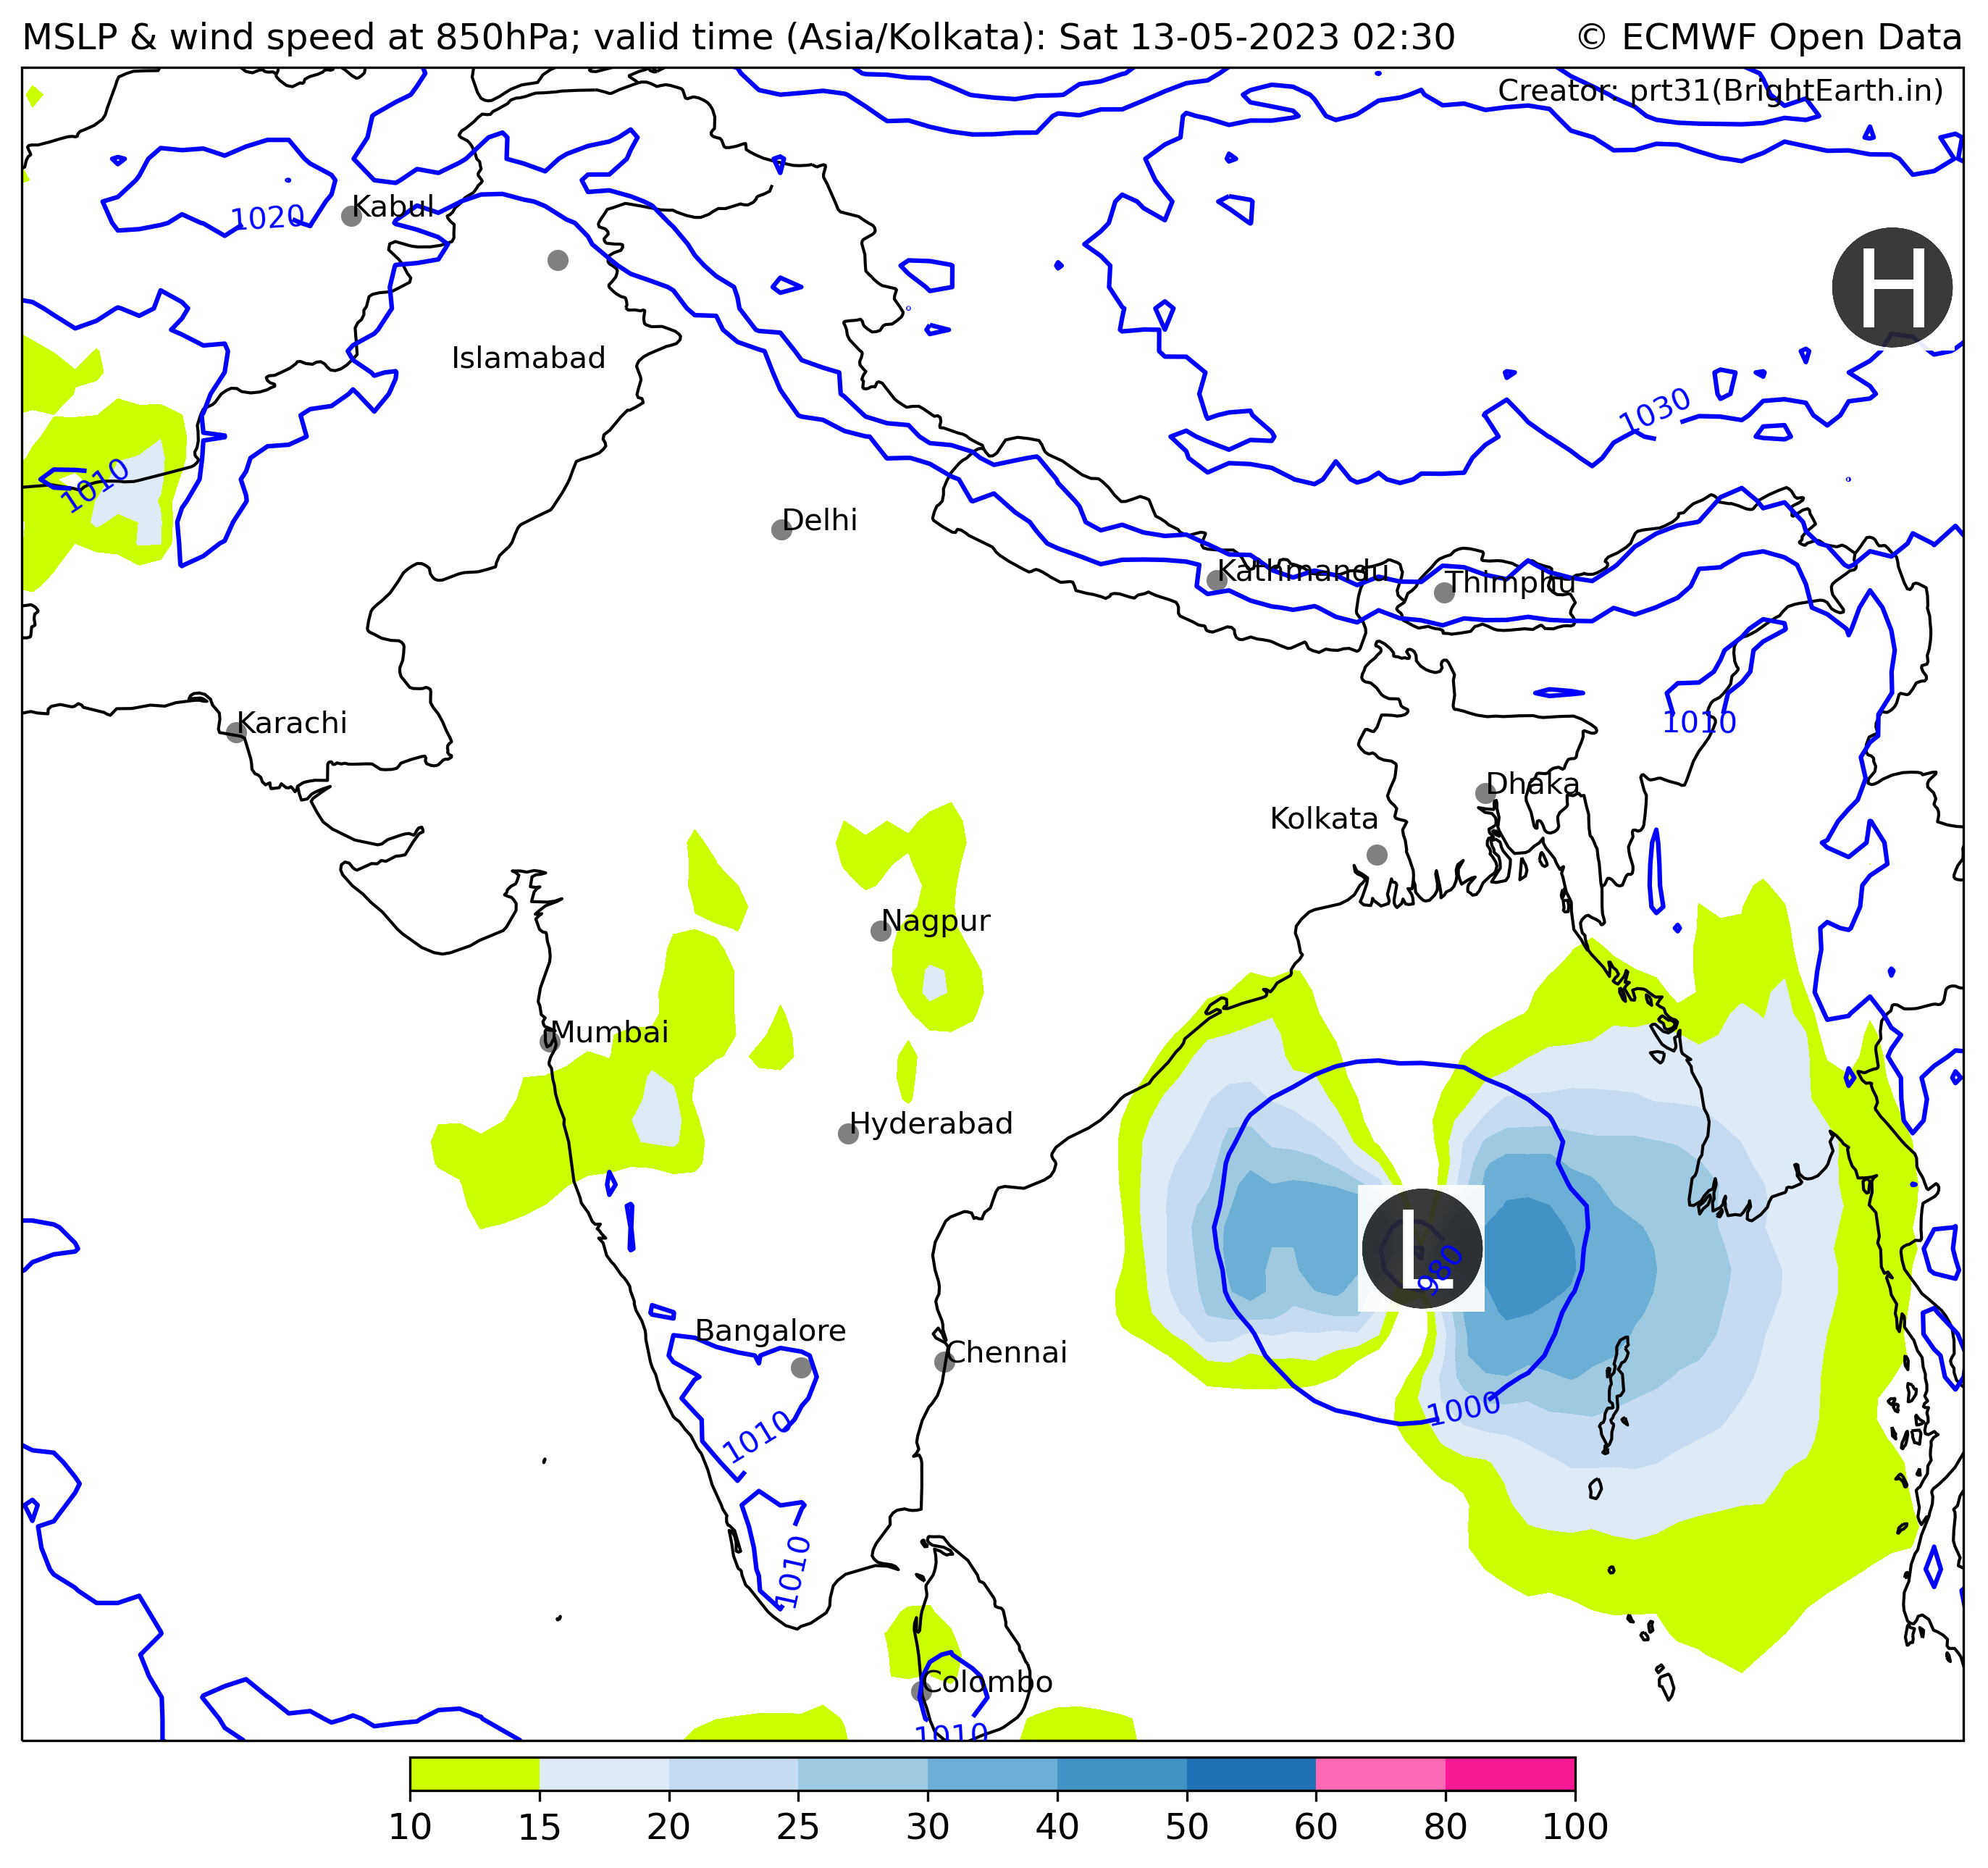 MSLP & wind speed at 850hPa; valid time (Asia/Kolkata): Sat 13-05-2023 02:30
© ECMWF Open Data
Creator: prt31(BrightEarth.in)
1020
Kabul
H
Islamabad
1030
1010
Delhi
Kathmandu
Thimphu
Karachi
1010
Dhaka
Kolkata
Nagpur
Mumbai
Hyderabad
L
980
Bangalore
Chennai
1000
1010
1010
Colombo
1010
10 15 20 25 30 40 50 60 80 100